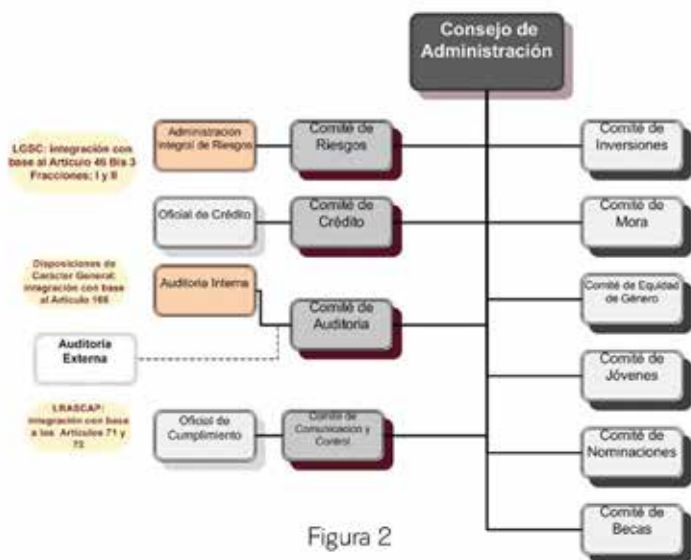 Consejo de
Administración
LGSC: integración con
base al Artículo 46 Bis 3
Fracciones; I y II
Administración
Integral de Riesgos
Comité de
Riesgos
Comité de
Inversiones
Oficial de Crédito
Comité de
Crédito
Comité de
Mora
Disposiciones de
Carácter General:
integración con base
al Artículo 166
Auditoria Interna
Comité de
Auditoría
Comité de Equidad
de Género
Auditoría
Externa
Comité de
Jóvenes
LRASCAP:
integración con base
a los Artículos 71 y
Oficial de
Cumplimiento
Comité de
Comunicación y
Control
Comité de
Nominaciones
Comité de
Becas
Figura 2